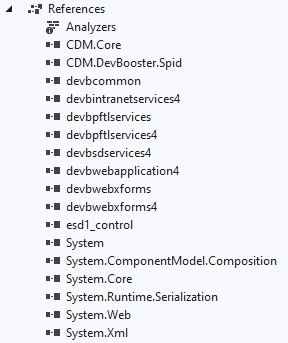 References
Analyzers
CDM.Core
CDM.DevBooster.Spid
devbcommon
devbintranetservices4
devbpftlservices
devbpftlservices4
devbsdservices4
devbwebapplication4
devbwebxforms
devbwebxforms4
esd1_control
System
System.ComponentModel.Composition
System.Core
System.Runtime.Serialization
System.Web
System.Xml